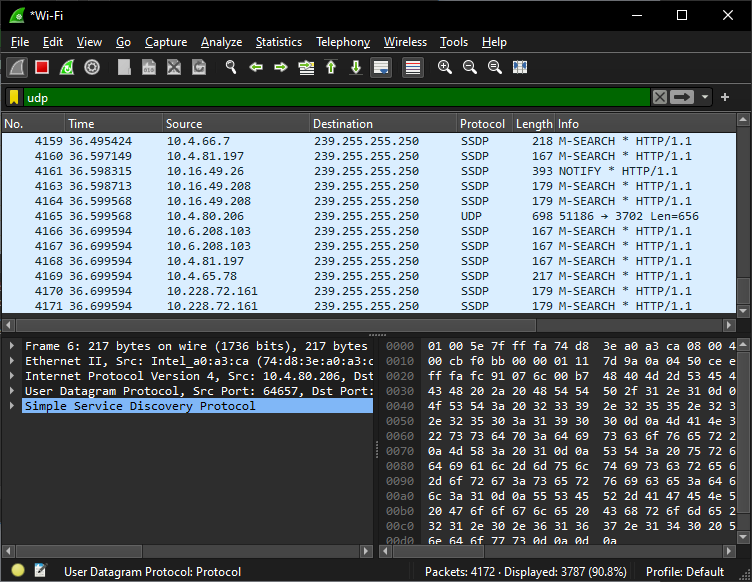 *Wi-Fi
File Edit View Go Capture Analyze Statistics Telephony Wireless Tools Help
udp
No. Time Source Destination Protocol Length Info
4159 36.495424 10.4.66.7 239.255.255.250 SSDP 218 M-SEARCH * HTTP/1.1
4160 36.597149 10.4.81.197 239.255.255.250 SSDP 167 M-SEARCH * HTTP/1.1
4161 36.598315 10.16.49.26 239.255.255.250 SSDP 393 NOTIFY * HTTP/1.1
4163 36.598713 10.16.49.208 239.255.255.250 SSDP 179 M-SEARCH * HTTP/1.1
4164 36.599568 10.16.49.208 239.255.255.250 SSDP 179 M-SEARCH * HTTP/1.1
4165 36.599568 10.4.80.206 239.255.255.250 UDP 698 51186 → 3702 Len=656
4166 36.699594 10.6.208.103 239.255.255.250 SSDP 167 M-SEARCH * HTTP/1.1
4167 36.699594 10.6.208.103 239.255.255.250 SSDP 167 M-SEARCH * HTTP/1.1
4168 36.699594 10.4.81.197 239.255.255.250 SSDP 167 M-SEARCH * HTTP/1.1
4169 36.699594 10.4.65.78 239.255.255.250 SSDP 217 M-SEARCH * HTTP/1.1
4170 36.699594 10.228.72.161 239.255.255.250 SSDP 179 M-SEARCH * HTTP/1.1
4171 36.699594 10.228.72.161 239.255.255.250 SSDP 179 M-SEARCH * HTTP/1.1
Frame 6: 217 bytes on wire (1736 bits), 217 bytes
Ethernet II, Src: Intel_a0:a3:ca (74:d8:3e:a0:a3:c
Internet Protocol Version 4, Src: 10.4.80.206, Dst
User Datagram Protocol, Src Port: 64657, Dst Port:
Simple Service Discovery Protocol
0000 01 00 5e 7f ff fa 74 d8 3e a0 a3 ca 08 00 4
0010 00 cb f0 bb 00 00 01 11 7d 9a 0a 04 50 ce e
0020 ff fa fc 91 07 6c 00 b7 48 40 4d 2d 53 45 4
0030 43 48 20 2a 20 48 54 54 50 2f 31 2e 31 0d 0
0040 4f 53 54 3a 20 32 33 39 2e 32 35 35 2e 32 3
0050 2e 32 35 30 3a 31 39 30 30 0d 0a 4d 41 4e 3
0060 22 73 73 64 70 3a 64 69 73 63 6f 76 65 72 2
0070 0a 4d 58 3a 20 31 0d 0a 53 54 3a 20 75 72 6
0080 64 69 61 6c 2d 6d 75 6c 74 69 73 63 72 65 6
0090 2d 6f 72 67 3a 73 65 72 76 69 63 65 3a 64 6
00a0 6c 3a 31 0d 0a 55 53 45 52 2d 41 47 45 4e 5
00b0 20 47 6f 6f 67 6c 65 20 43 68 72 6f 6d 65 2
00c0 32 31 2e 30 2e 36 31 36 37 2e 31 34 30 20 5
6e 64 6f 77 73 0d 0a 0d 0a
User Datagram Protocol: Protocol
Packets: 4172 · Displayed: 3787 (90.8%)
Profile: Default